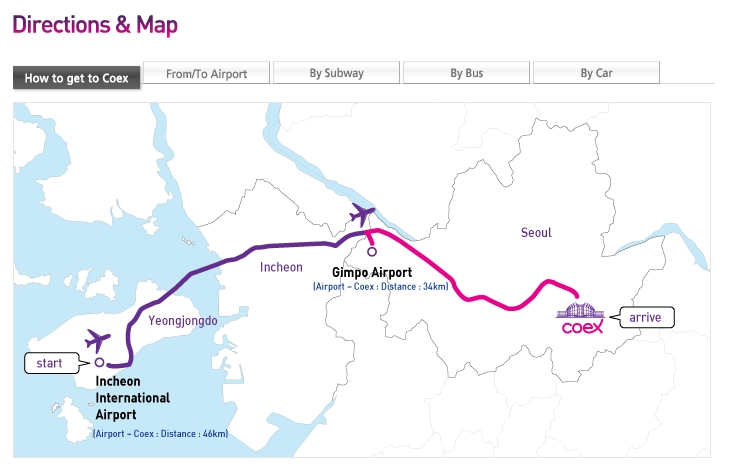 Directions & Map
How to get to Coex
From/To Airport
By Subway
By Bus
By Car
Seoul
Incheon
Gimpo Airport
(Airport – Coex : Distance : 34km)
Yeongjongdo
coex
arrive
start
Incheon
International
Airport
(Airport – Coex : Distance : 46km)